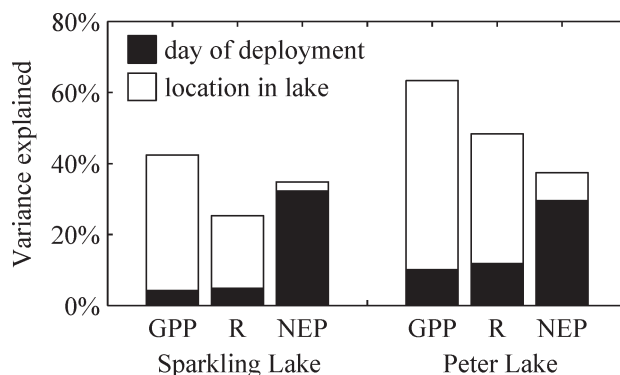 80%
60%
40%
20%
0%
Variance explained
day of deployment
location in lake
GPP R NEP GPP R NEP
Sparkling Lake Peter Lake